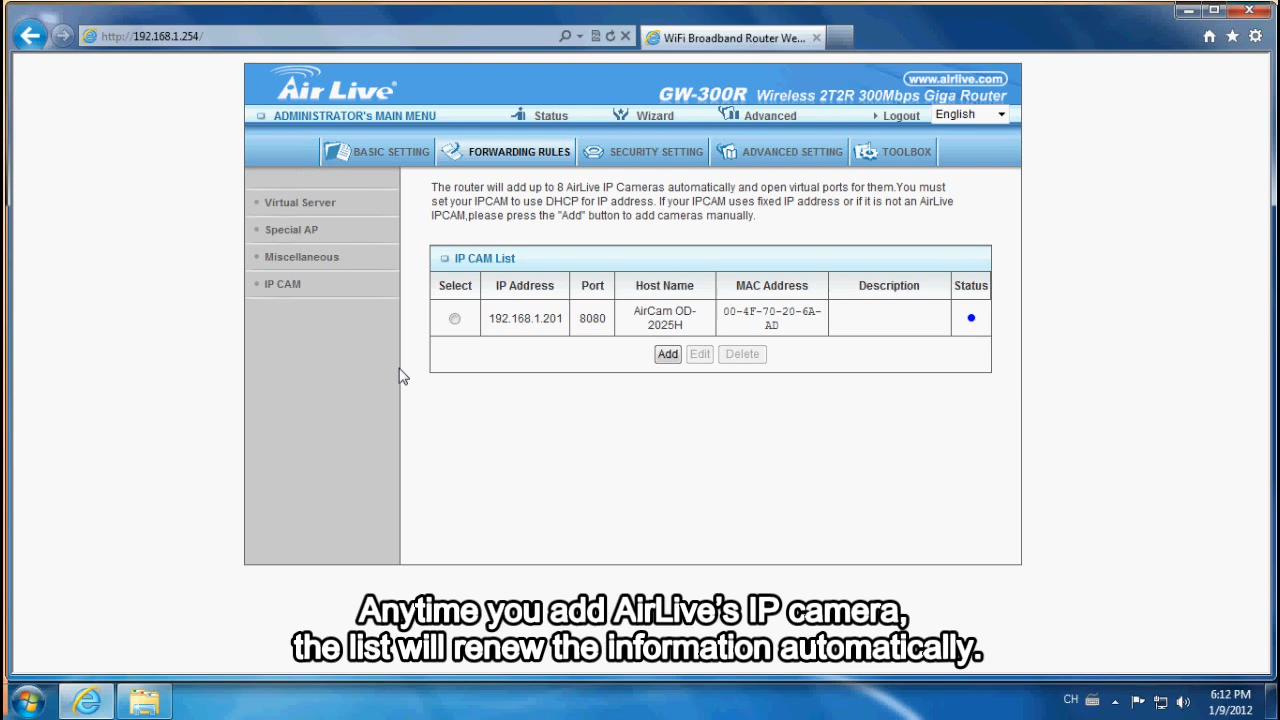 http://192.168.1.254/
WiFi Broadband Router We...
Air Live
www.airlive.com
GW-300R Wireless 2T2R 300Mbps Giga Router
ADMINISTRATOR's MAIN MENU Status Wizard Advanced Logout English
BASIC SETTING FORWARDING RULES SECURITY SETTING ADVANCED SETTING TOOLBOX
Virtual Server
Special AP
Miscellaneous
IP CAM
The router will add up to 8 AirLive IP Cameras automatically and open virtual ports for them.You must
set your IPCAM to use DHCP for IP address. If your IPCAM uses fixed IP address or if it is not an AirLive
IPCAM,please press the "Add" button to add cameras manually.
IP CAM List
Select IP Address Port Host Name MAC Address Description Status
192.168.1.201 8080 AirCam OD-
2025H 00-4F-70-20-6A-
AD
Add Edit Delete
Anytime you add AirLive's IP camera,
the list will renew the information automatically.
CH
6:12 PM
1/9/2012